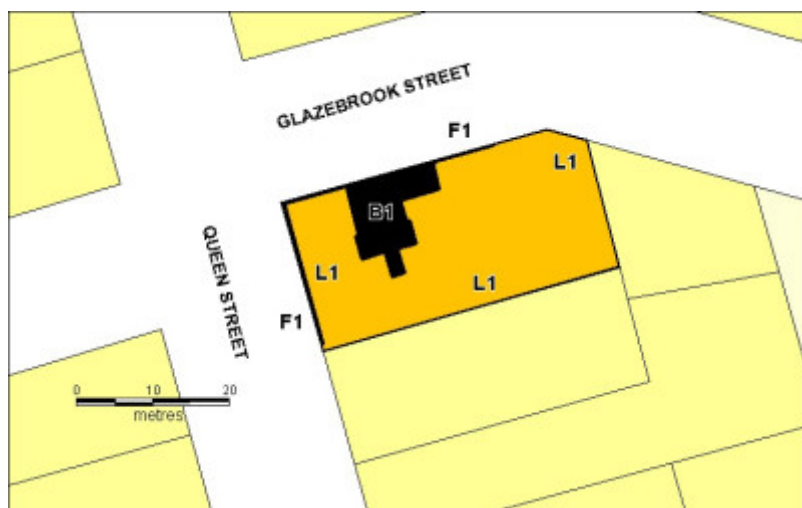 GLAZEBROOK STREET
F1
L1
B1
QUEEN STREET
L1
L1
F1
0 10 20
metres